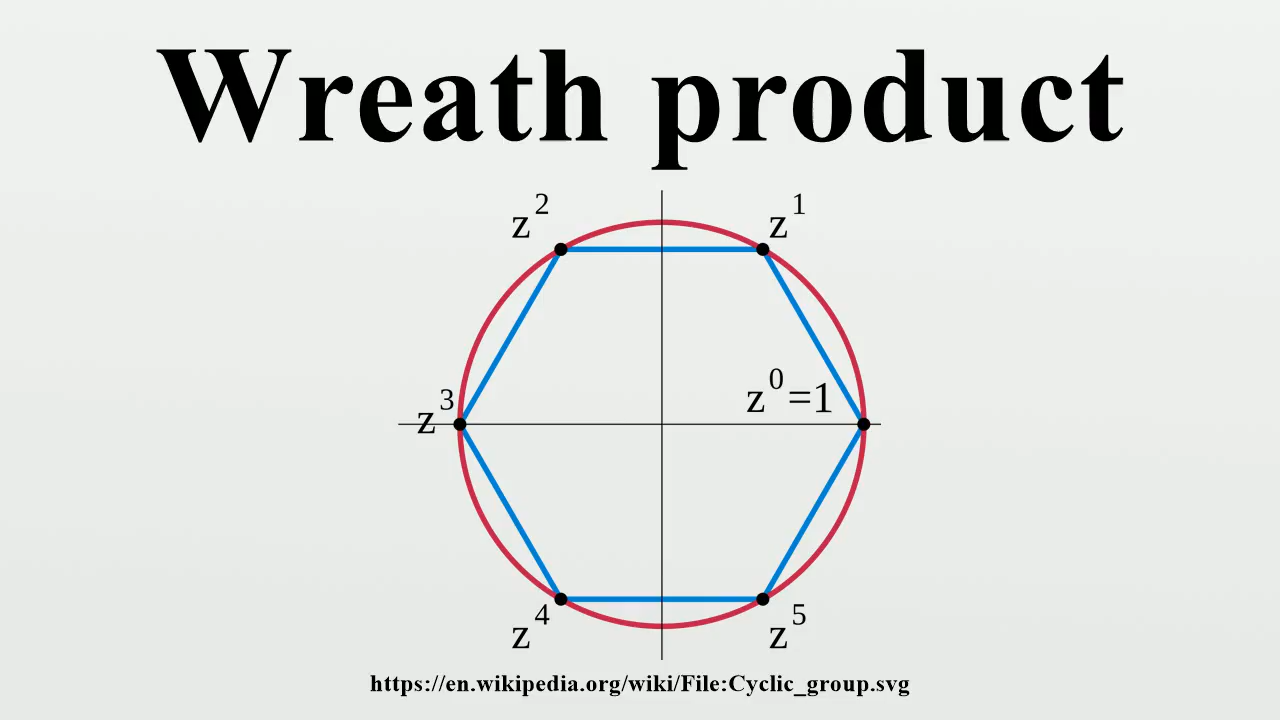 Wreath product
z² z¹
z³ z⁰=1
z⁴ z⁵
https://en.wikipedia.org/wiki/File:Cyclic_group.svg